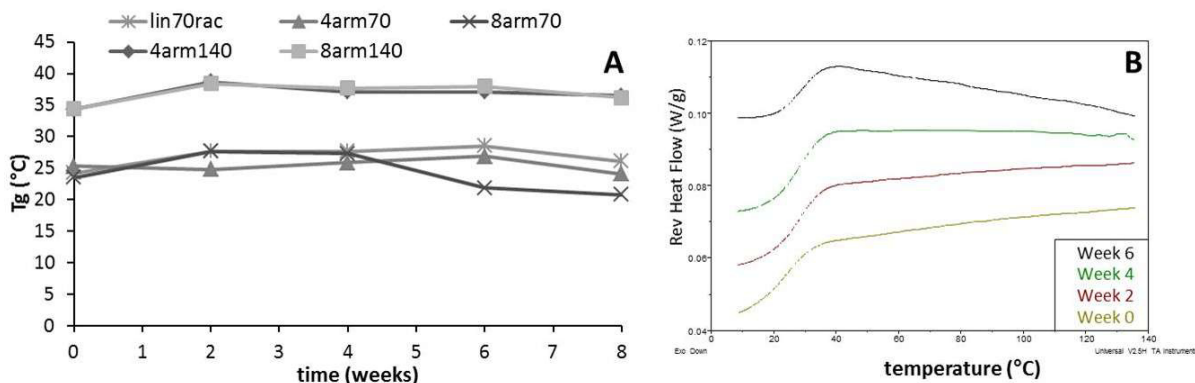 lin70rac 4arm70 8arm70
4arm140 8arm140
A
45
40
35
30
25
20
15
10
5
0
Tg (°C)
0 1 2 3 4 5 6 7 8
time (weeks)
B
0.12
0.10
0.08
0.06
0.04
Rev Heat Flow (W/g)
Week 6
Week 4
Week 2
Week 0
0 20 40 60 80 100 120 140
Exo Down
temperature (°C)
Universal V2.5H TA Instrument